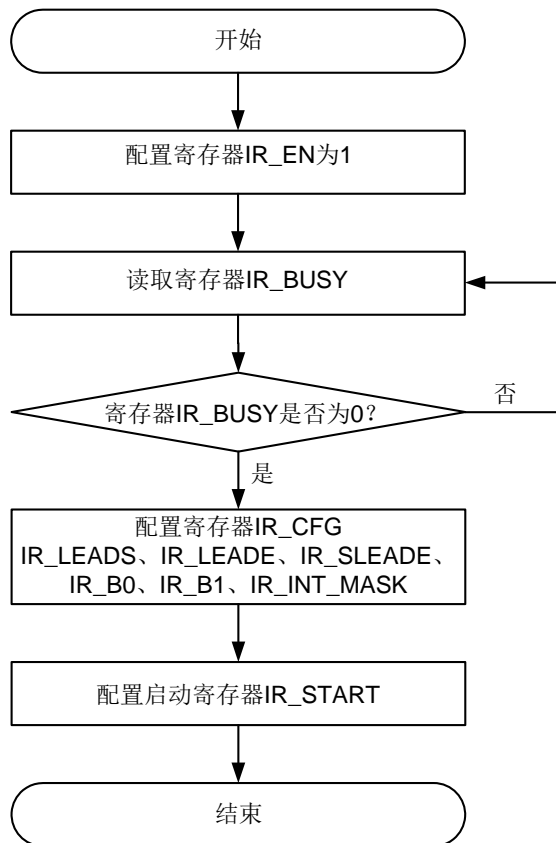 开始
配置寄存器IR_EN为1
读取寄存器IR_BUSY
寄存器IR_BUSY是否为0？
否
是
配置寄存器IR_CFG
IR_LEADS、IR_LEADE、IR_SLEADE、
IR_B0、IR_B1、IR_INT_MASK
配置启动寄存器IR_START
结束